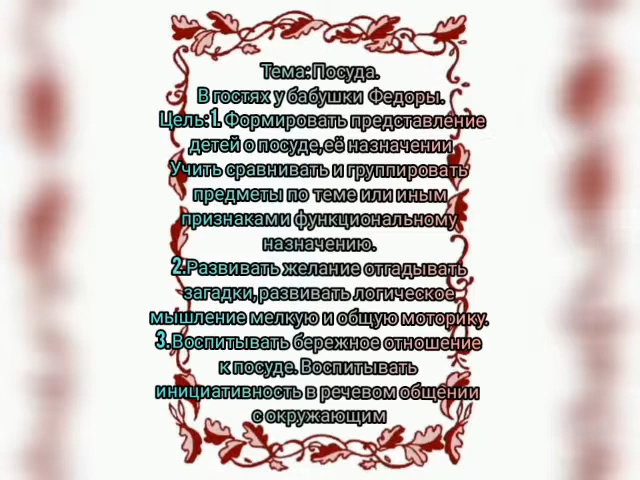 Тема:Посуда.
В гостях у бабушки Федоры.
Цель:1. Формировать представление
детей о посуде,её назначении
Учить сравнивать и группировать
предметы по теме или иным
признаками функциональному
назначению.
2.Развивать желание отгадывать
загадки,развивать логическое
мышление мелкую и общую моторику.
3.Воспитывать бережное отношение
к посуде. Воспитывать
инициативность в речевом общении
с окружающим